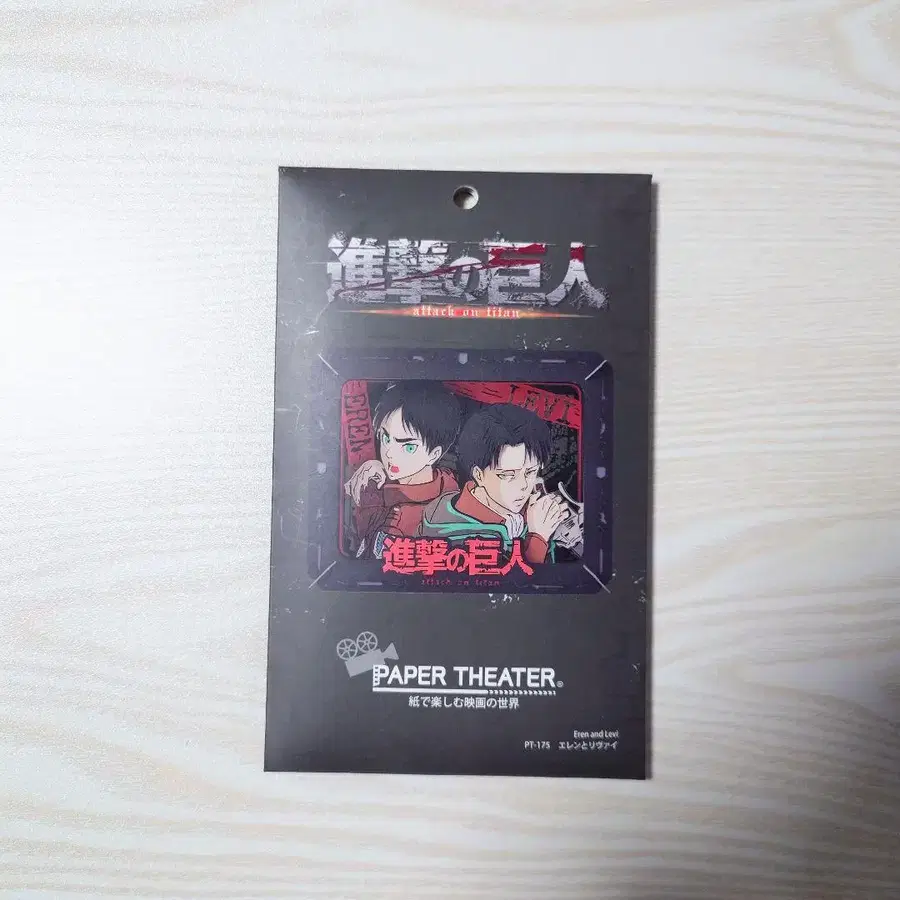 進撃の巨人
attack on titan
EREN
LEVI
進撃の巨人
attack on titan
PAPER THEATER®
紙で楽しむ映画の世界
Eren and Levi
PT-175 エレンとリヴァイ